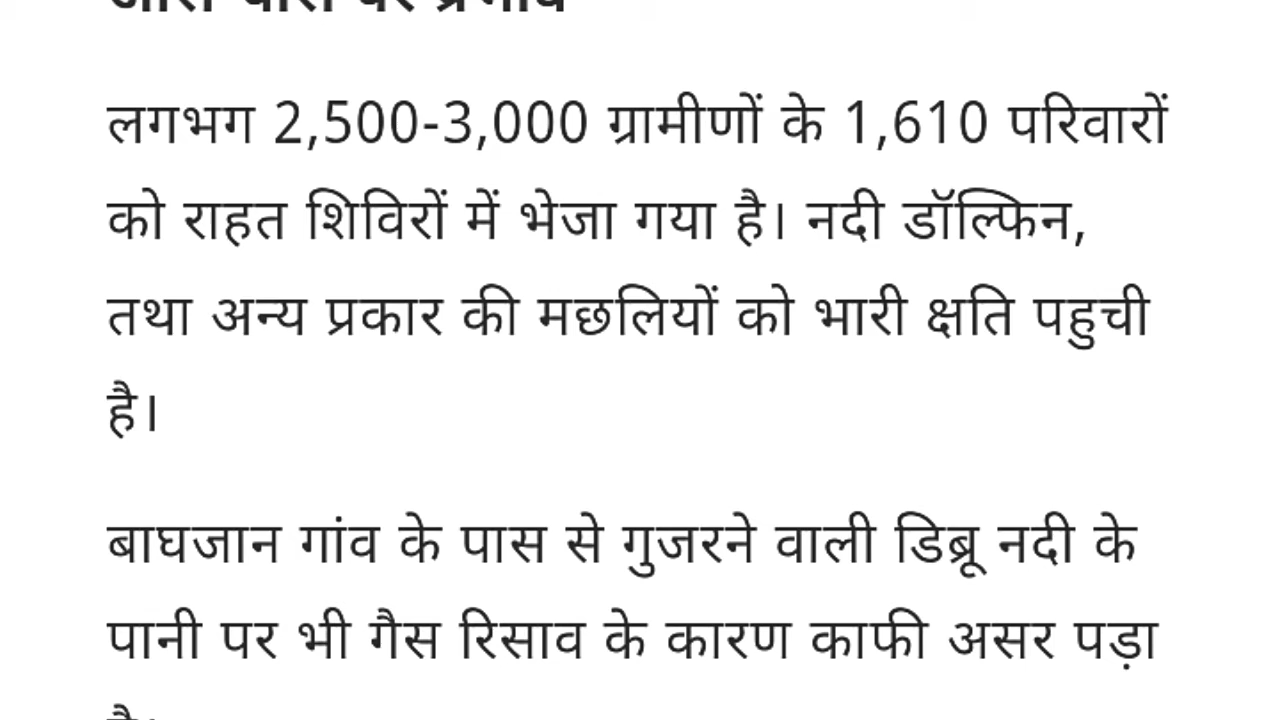 लगभग 2,500-3,000 ग्रामीणों के 1,610 परिवारों
को राहत शिविरों में भेजा गया है। नदी डॉल्फिन,
तथा अन्य प्रकार की मछलियों को भारी क्षति पहुची
है।
बाघजान गांव के पास से गुजरने वाली डिब्रू नदी के
पानी पर भी गैस रिसाव के कारण काफी असर पड़ा